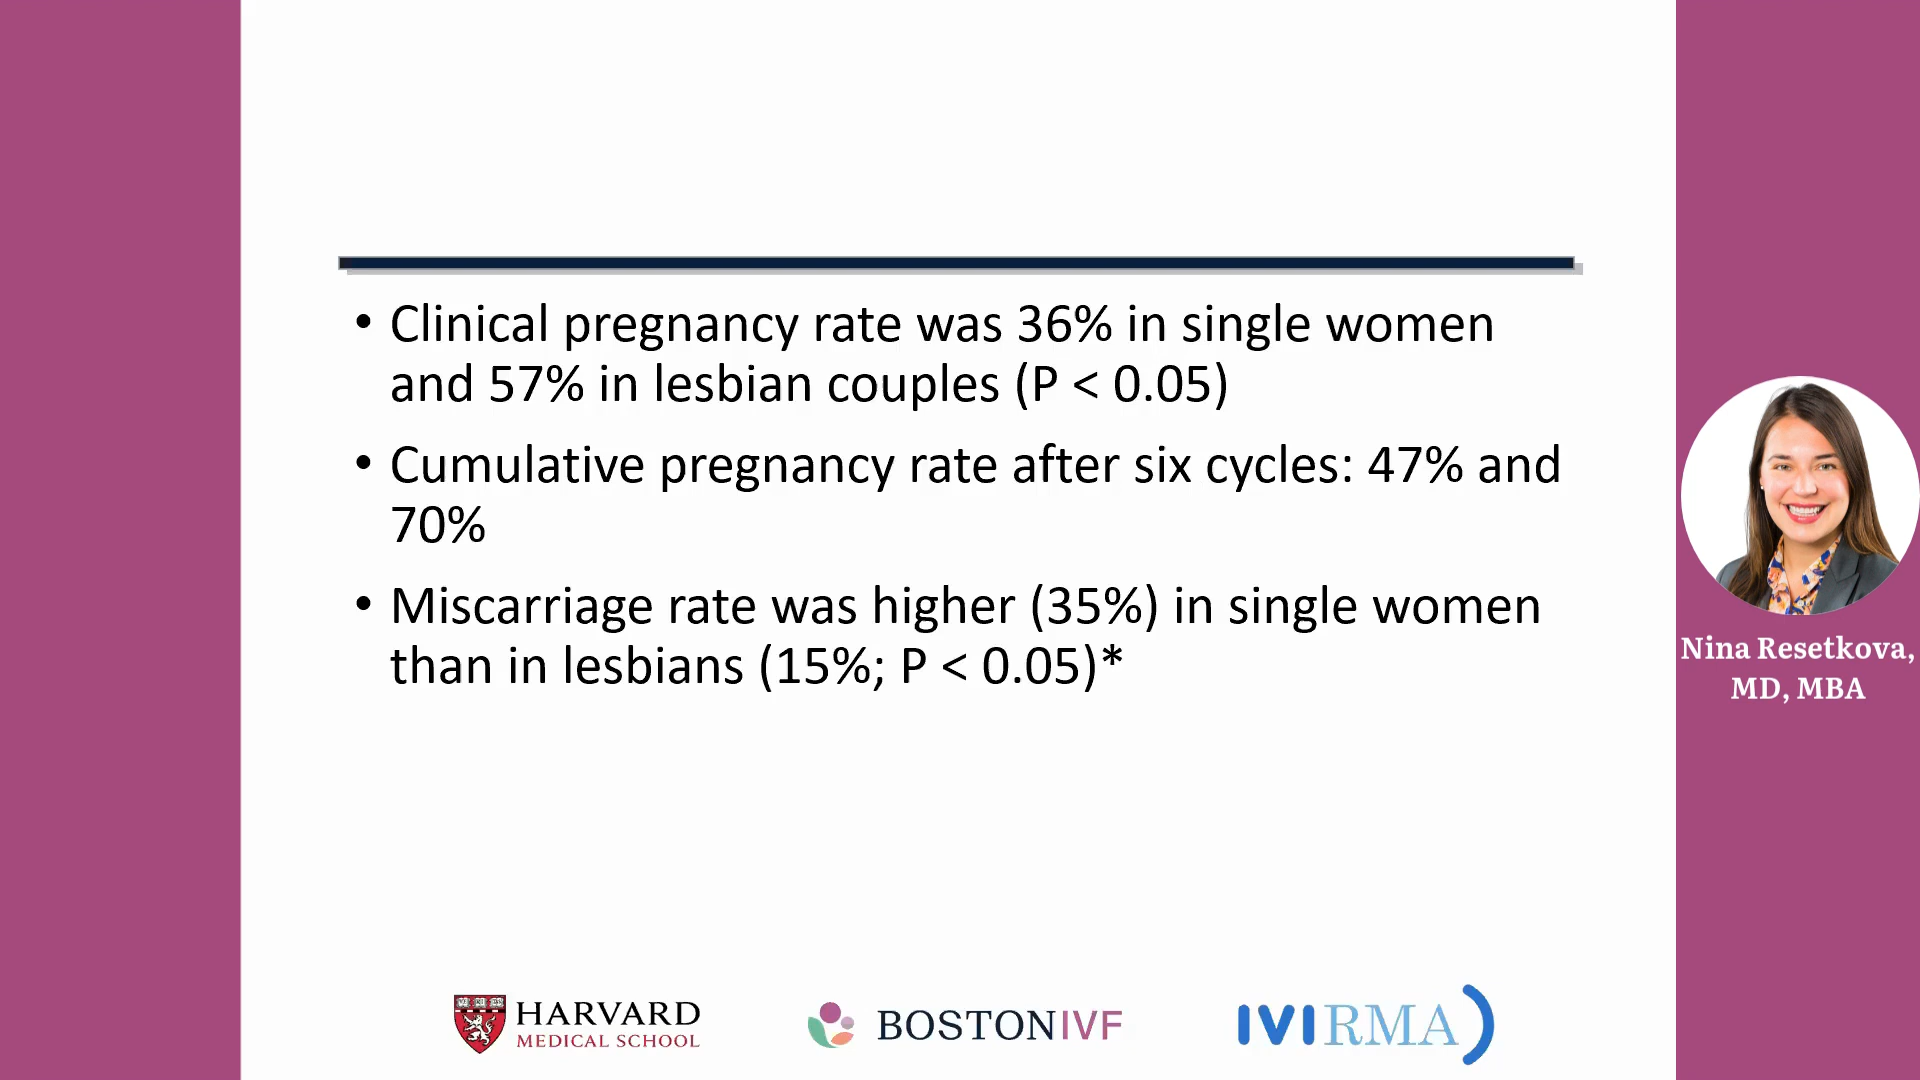 • Clinical pregnancy rate was 36% in single women
and 57% in lesbian couples (P < 0.05)
• Cumulative pregnancy rate after six cycles: 47% and
70%
• Miscarriage rate was higher (35%) in single women
than in lesbians (15%; P < 0.05)*
Nina Resetkova,
MD, MBA
HARVARD
MEDICAL SCHOOL
BOSTONIVF
IVIRMA